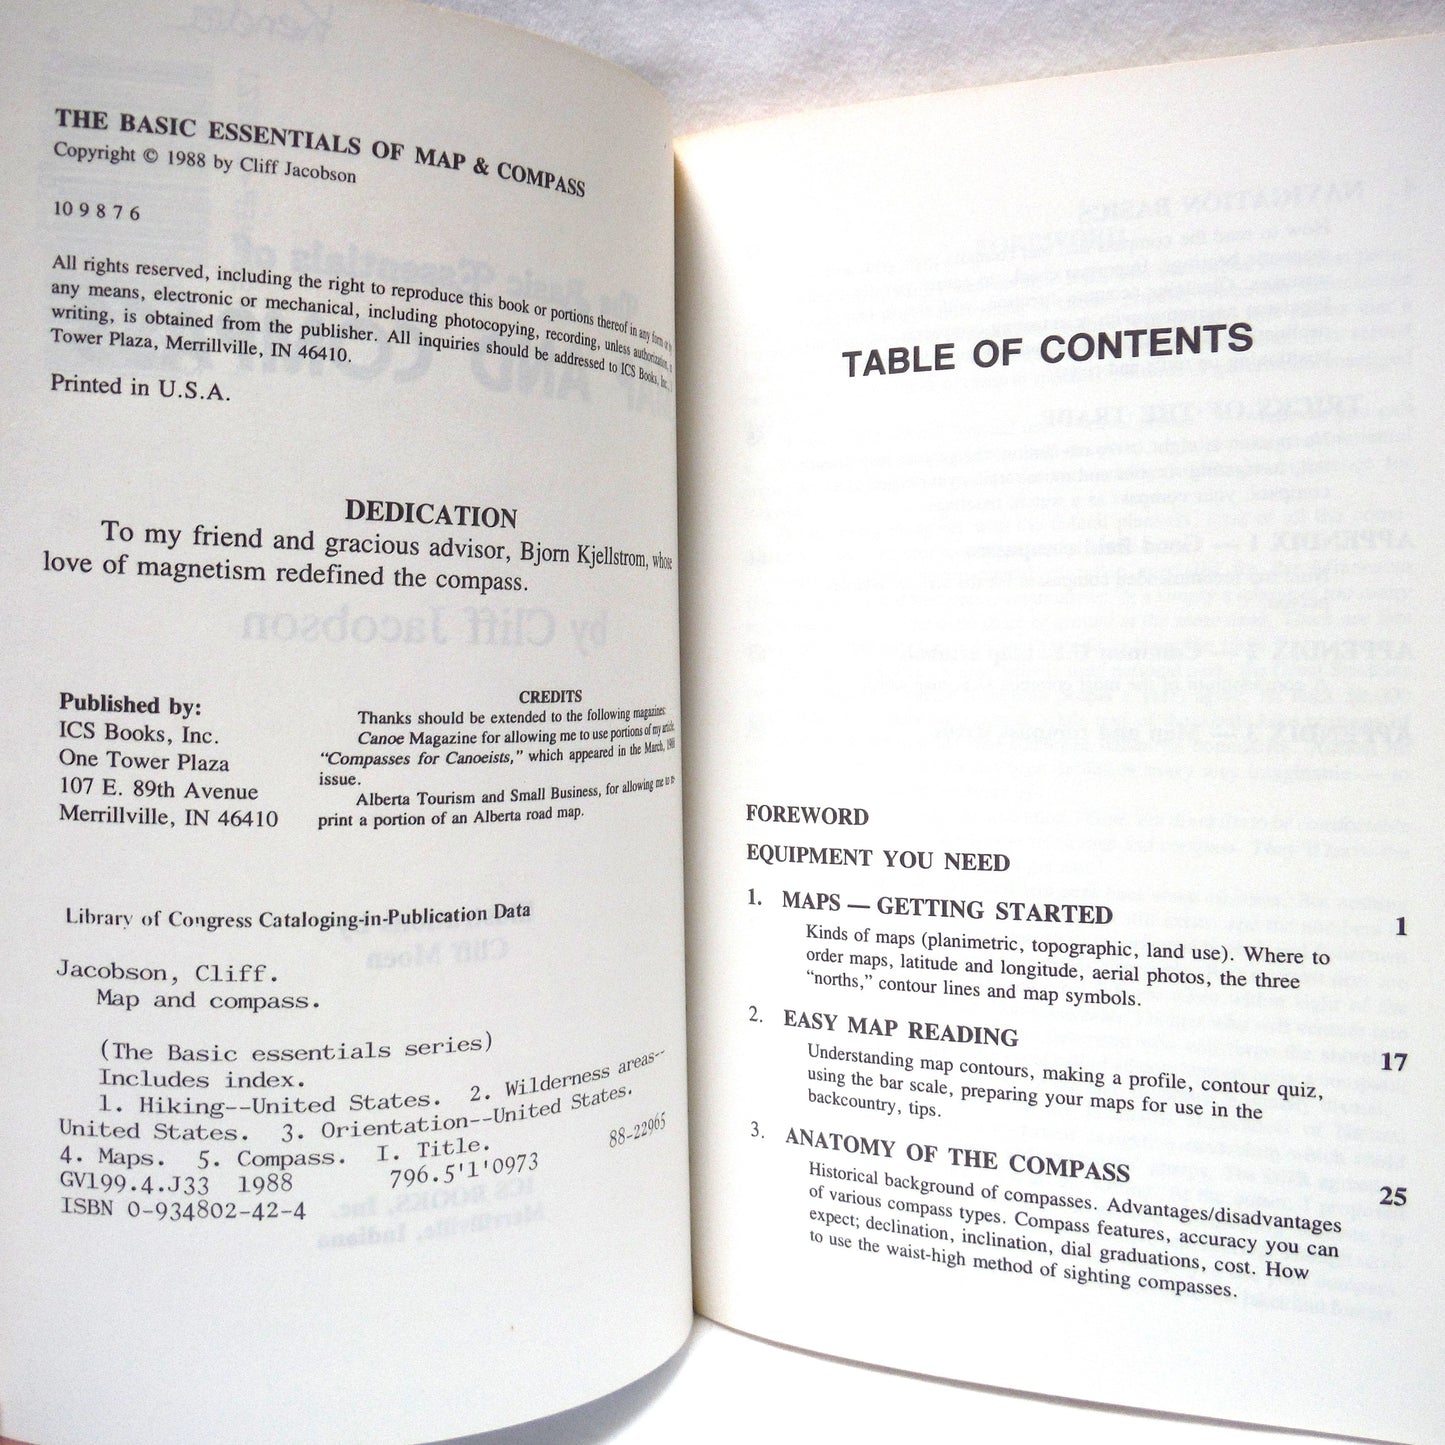 THE BASIC ESSENTIALS OF MAP & COMPASS
Copyright © 1988 by Cliff Jacobson
10 9 8 7 6
All rights reserved, including the right to reproduce this book or portions thereof in any form or by
any means, electronic or mechanical, including photocopying, recording, unless authorization, in
writing, is obtained from the publisher. All inquiries should be addressed to ICS Books, Inc.,
Tower Plaza, Merrillville, IN 46410.
Printed in U.S.A.
DEDICATION
To my friend and gracious advisor, Bjorn Kjellstrom, whose
love of magnetism redefined the compass.
Published by:
ICS Books, Inc.
One Tower Plaza
107 E. 89th Avenue
Merrillville, IN 46410
CREDITS
Thanks should be extended to the following magazines:
Canoe Magazine for allowing me to use portions of my article,
“Compasses for Canoeists,” which appeared in the March,
issue.
Alberta Tourism and Small Business, for allowing me to re-
print a portion of an Alberta road map.
Library of Congress Cataloging-in-Publication Data
Jacobson, Cliff.
Map and compass.
(The Basic essentials series)
Includes index.
1. Hiking--United States. 2. Wilderness areas--
United States. 3. Orientation--United States.
4. Maps. 5. Compass. I. Title.
GV199.4.J33 1988 796.5'1'0973 88-22965
ISBN 0-934802-42-4
TABLE OF CONTENTS
FOREWORD
EQUIPMENT YOU NEED
1. MAPS — GETTING STARTED 1
Kinds of maps (planimetric, topographic, land use). Where to
order maps, latitude and longitude, aerial photos, the three
“norths,” contour lines and map symbols.
2. EASY MAP READING 17
Understanding map contours, making a profile, contour quiz,
using the bar scale, preparing your maps for use in the
backcountry, tips.
3. ANATOMY OF THE COMPASS 25
Historical background of compasses. Advantages/disadvantages
of various compass types. Compass features, accuracy you can
expect; declination, inclination, dial graduations, cost. How
to use the waist-high method of sighting compasses.